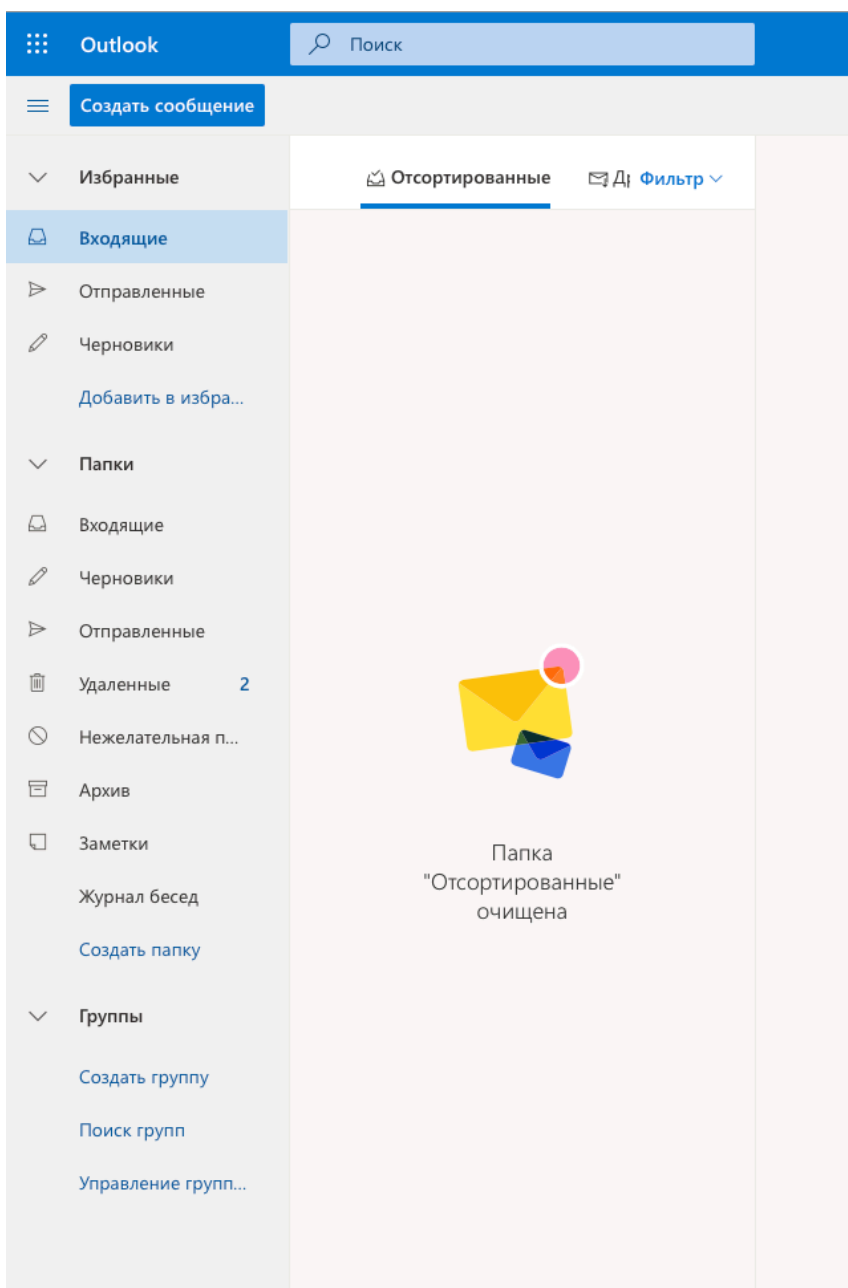 Outlook
Поиск
Создать сообщение
Избранные
Отсортированные
Фильтр
Входящие
Отправленные
Черновики
Добавить в избра...
Папки
Входящие
Черновики
Отправленные
Удаленные 2
Нежелательная п...
Архив
Заметки
Журнал бесед
Создать папку
Группы
Создать группу
Поиск групп
Управление групп...
Папка
"Отсортированные"
очищена